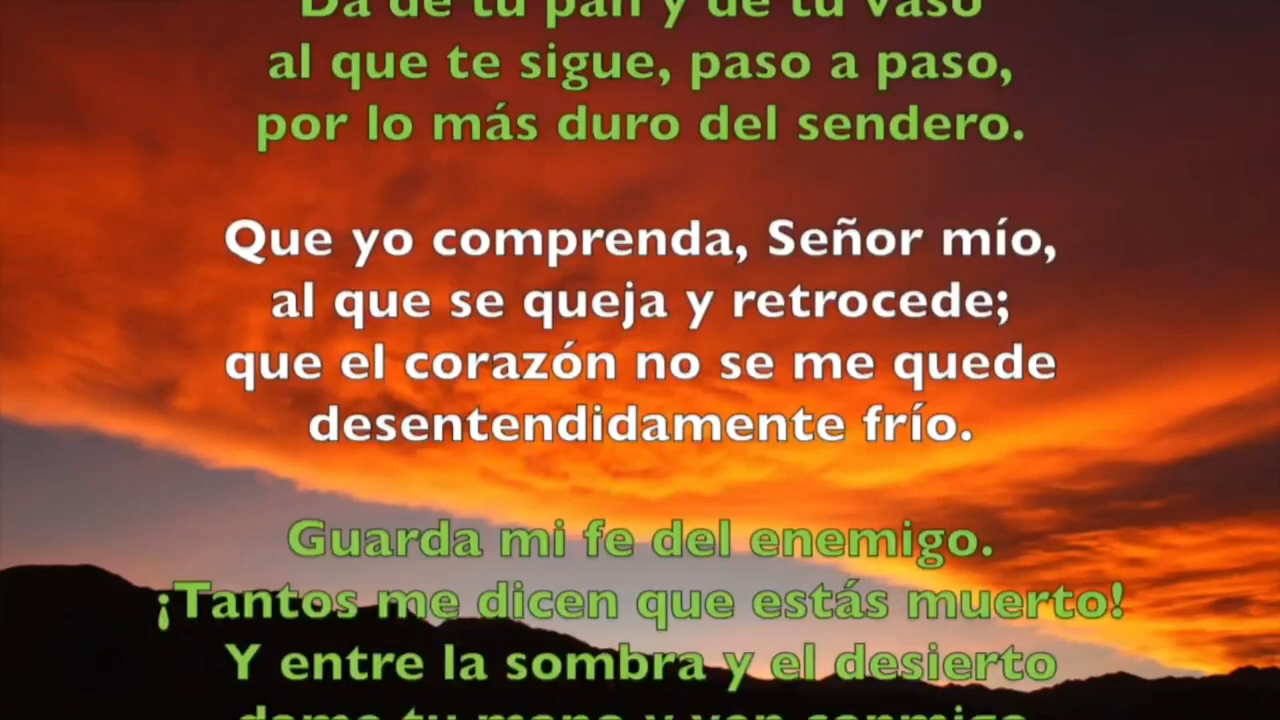 Da de tu pan y de tu vaso
al que te sigue, paso a paso,
por lo más duro del sendero.
Que yo comprenda, Señor mío,
al que se queja y retrocede;
que el corazón no se me quede
desentendidamente frío.
Guarda mi fe del enemigo.
¡Tantos me dicen que estás muerto!
Y entre la sombra y el desierto
dame tu mano y ven conmigo.